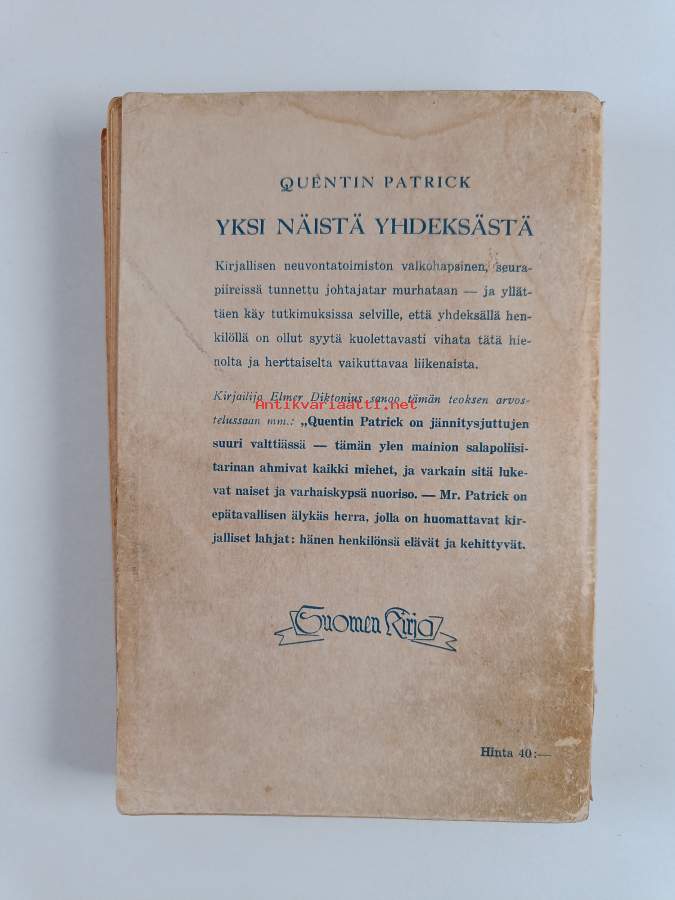 QUENTIN PATRICK
YKSI NÄISTÄ YHDEKSÄSTÄ
Kirjallisen neuvontatoimiston valkohapsinen, seura-
piireissä tunnettu johtajatar murhataan — ja yllät-
täen käy tutkimuksissa selville, että yhdeksällä hen-
kilöllä on ollut syytä kuolettavasti vihata tätä hie-
nolta ja herttaiselta vaikuttavaa liikenaista.
Kirjailija Elmer Diktonius sanoo tämän teoksen arvos-
Antikvariaatti.net
telussaan mm.: „Quentin Patrick on jännitysjuttujen
suuri valttiässä — tämän ylen mainion salapoliisi-
tarinan ahmivat kaikki miehet, ja varkain sitä luke-
vat naiset ja varhaiskypsä nuoriso. — Mr. Patrick on
epätavallisen älykäs herra, jolla on huomattavat kir-
jalliset lahjat: hänen henkilönsä elävät ja kehittyvät.
Suomen Kirja
Hinta 40:—